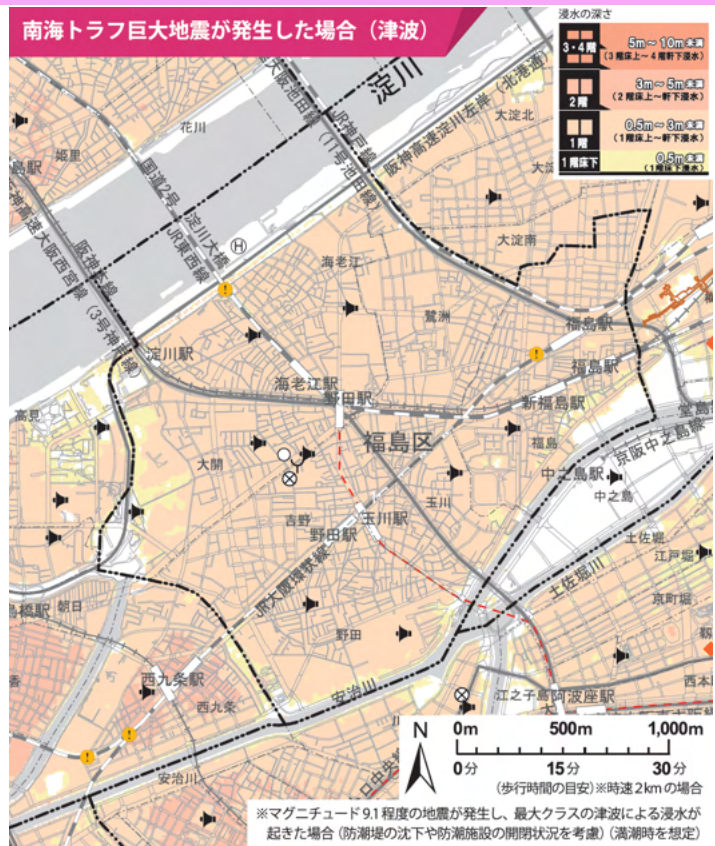 南海トラフ巨大地震が発生した場合（津波）
浸水の深さ
3・4階
5m～10m未満
（3階床上～4階軒下浸水）
2階
3m～5m未満
（2階床上～軒下浸水）
1階
0.5m～3m未満
（1階床上～軒下浸水）
1階床下
0.5m未満
（1階床下浸水）
淀川
花川
姫里
島駅
国道2号
淀川大橋
JR東西線
JR神戸線
（11号池田線）
阪神高速淀川左岸
（北港通）
大淀北
大淀南
阪神高速大阪西宮線（3号神戸線）
阪神本線
H
海老江
鷺洲
福島駅
福島駅
新福島駅
淀川駅
海老江駅
野田駅
福島区
高見
大開
福島
中之島駅
京阪中之島線
堂島
中之島
玉川
吉野
玉川駅
野田駅
JR大阪環状線
土佐堀
江戸堀
土佐堀川
京町堀
朝日
島橋駅
野田
西九条駅
西九条
安治川
江之子島
阿波座駅
西本
安治川
N
0m 500m 1,000m
0分 15分 30分
（歩行時間の目安）※時速2kmの場合
※マグニチュード9.1程度の地震が発生し、最大クラスの津波による浸水が
起きた場合（防潮堤の沈下や防潮施設の開閉状況を考慮）（満潮時を想定）